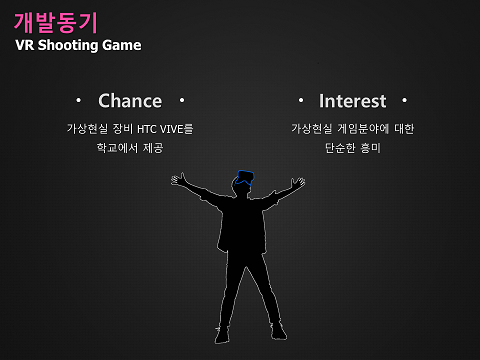 개발동기
VR Shooting Game
• Chance •
가상현실 장비 HTC VIVE를
학교에서 제공
• Interest •
가상현실 게임분야에 대한
단순한 흥미